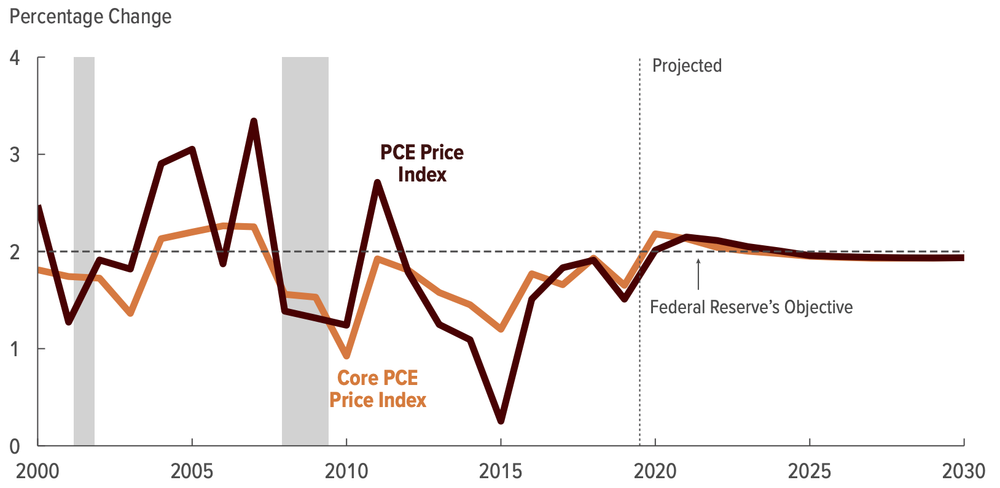 Percentage Change
4
Projected
3
PCE Price
Index
2
Federal Reserve’s Objective
1
Core PCE
Price Index
0
2000 2005 2010 2015 2020 2025 2030